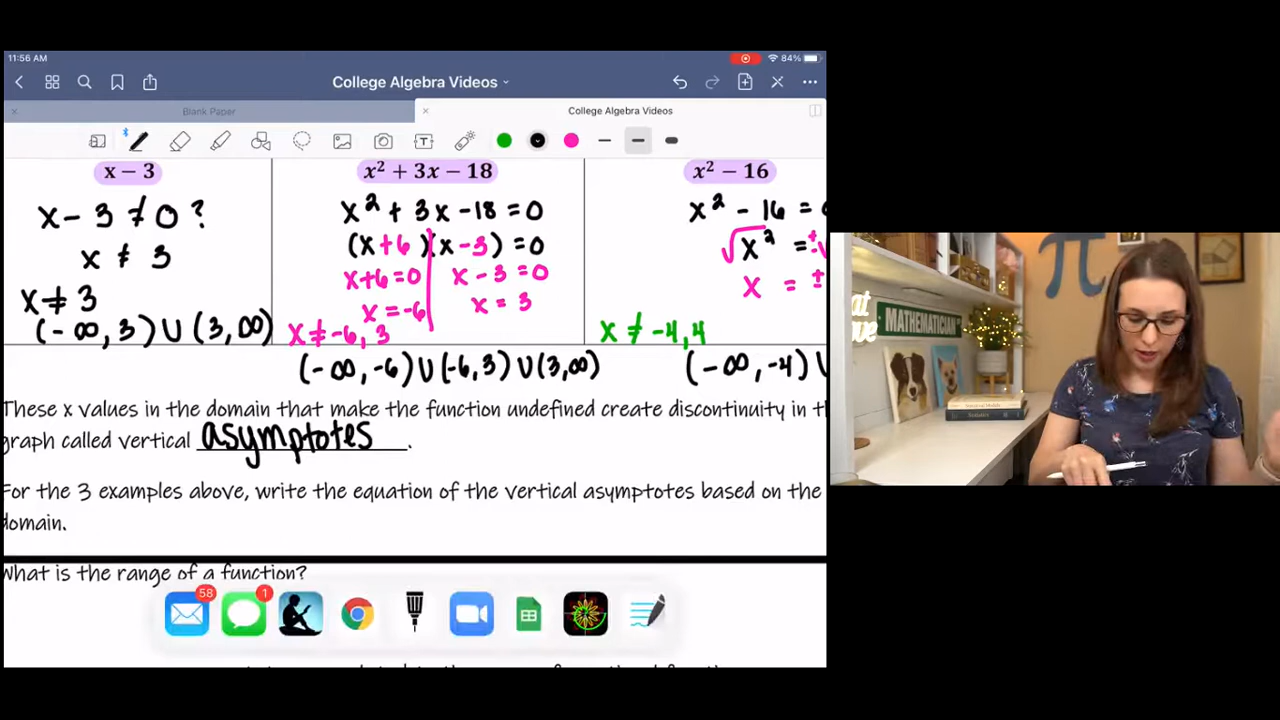 11:56 AM
84%
College Algebra Videos
Blank Paper
College Algebra Videos
x − 3
x² + 3x − 18
x² − 16
x − 3 ≠ 0 ?
x ≠ 3
x ≠ 3
(-∞, 3) ∪ (3, ∞)
x² + 3x − 18 = 0
(x + 6)(x − 3) = 0
x + 6 = 0
x − 3 = 0
x = −6
x = 3
x ≠ −6, 3
(-∞, −6) ∪ (−6, 3) ∪ (3, ∞)
x² − 16 =
√x² = ±√
x = ±
x ≠ −4, 4
(-∞, −4) ∪
These x values in the domain that make the function undefined create discontinuity in
graph called vertical asymptotes.
For the 3 examples above, write the equation of the vertical asymptotes based on the
domain.
What is the range of a function?
58
1
MATHEMATICIAN